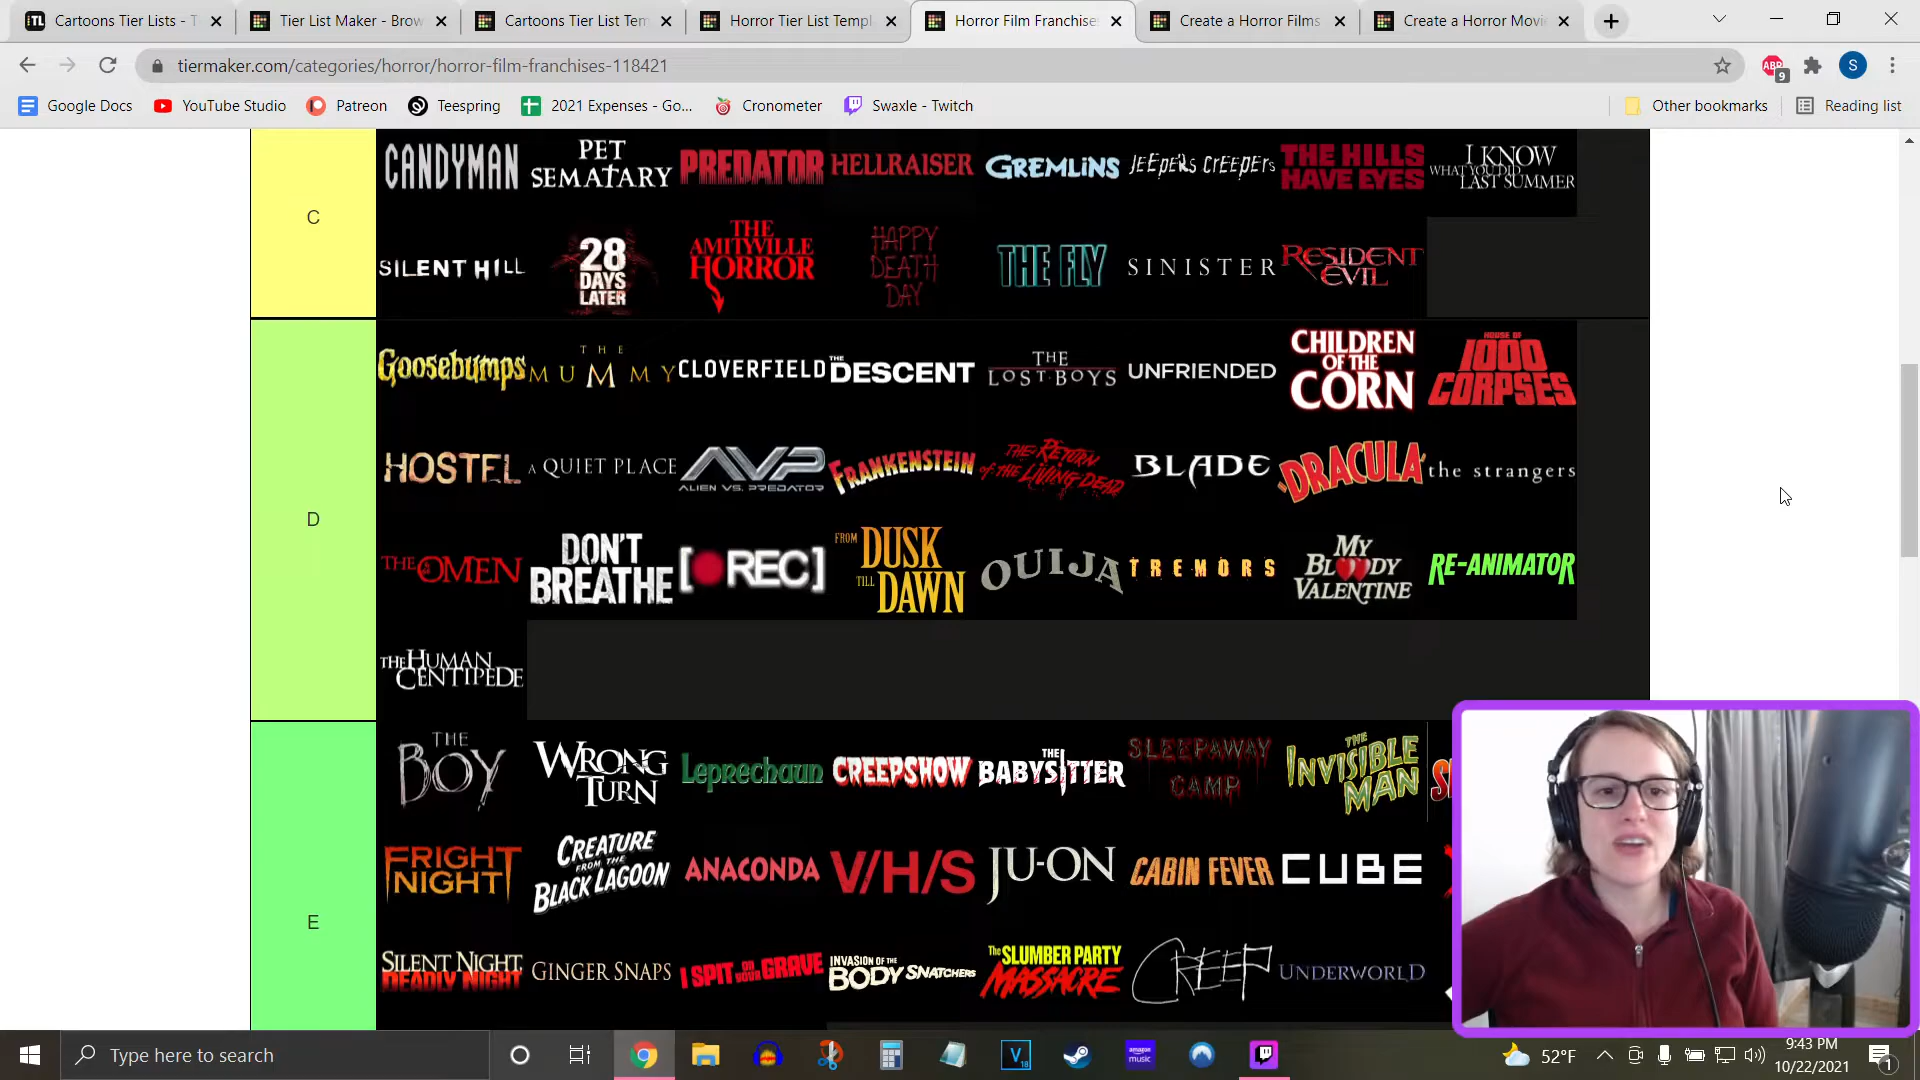 Cartoons Tier Lists - T
Tier List Maker - Brow
Cartoons Tier List Tem
Horror Tier List Templ
Horror Film Franchise
Create a Horror Films
Create a Horror Movi
tiermaker.com/categories/horror/horror-film-franchises-118421
ABP
9
S
Google Docs
YouTube Studio
Patreon
Teespring
2021 Expenses - Go...
Cronometer
Swaxle - Twitch
Other bookmarks
Reading list
C
CANDYMAN
PET
SEMATARY
PREDATOR
HELLRAISER
GREMLINS
JEEPERS CREEPERS
THE HILLS
HAVE EYES
I KNOW
WHAT YOU DID
LAST SUMMER
SILENT HILL
28
DAYS
LATER
THE
AMITYVILLE
HORROR
HAPPY
DEATH
DAY
THE FLY
SINISTER
RESIDENT
EVIL
D
Goosebumps
THE
MUMMY
CLOVERFIELD
THE
DESCENT
THE
LOST BOYS
UNFRIENDED
CHILDREN
OF THE
CORN
HOUSE OF
1000
CORPSES
HOSTEL
A QUIET PLACE
AVP
ALIEN VS. PREDATOR
FRANKENSTEIN
THE RETURN
OF THE LIVING DEAD
BLADE
"DRACULA"
the strangers
THE OMEN
DON'T
BREATHE
[REC]
FROM
DUSK
TILL
DAWN
OUIJA
TREMORS
MY
BLOODY
VALENTINE
RE-ANIMATOR
THE HUMAN
CENTIPEDE
E
THE
BOY
WRONG
TURN
Leprechaun
CREEPSHOW
THE
BABYSITTER
SLEEPAWAY
CAMP
THE
INVISIBLE
MAN
FRIGHT
NIGHT
CREATURE
FROM THE
BLACK LAGOON
ANACONDA
V/H/S
JU-ON
CABIN FEVER
CUBE
SILENT NIGHT
DEADLY NIGHT
GINGER SNAPS
I SPIT ON YOUR GRAVE
INVASION OF THE
BODY SNATCHERS
The SLUMBER PARTY
MASSACRE
CREEP
UNDERWORLD
Type here to search
V
18
amazon
music
52°F
9:43 PM
10/22/2021
1